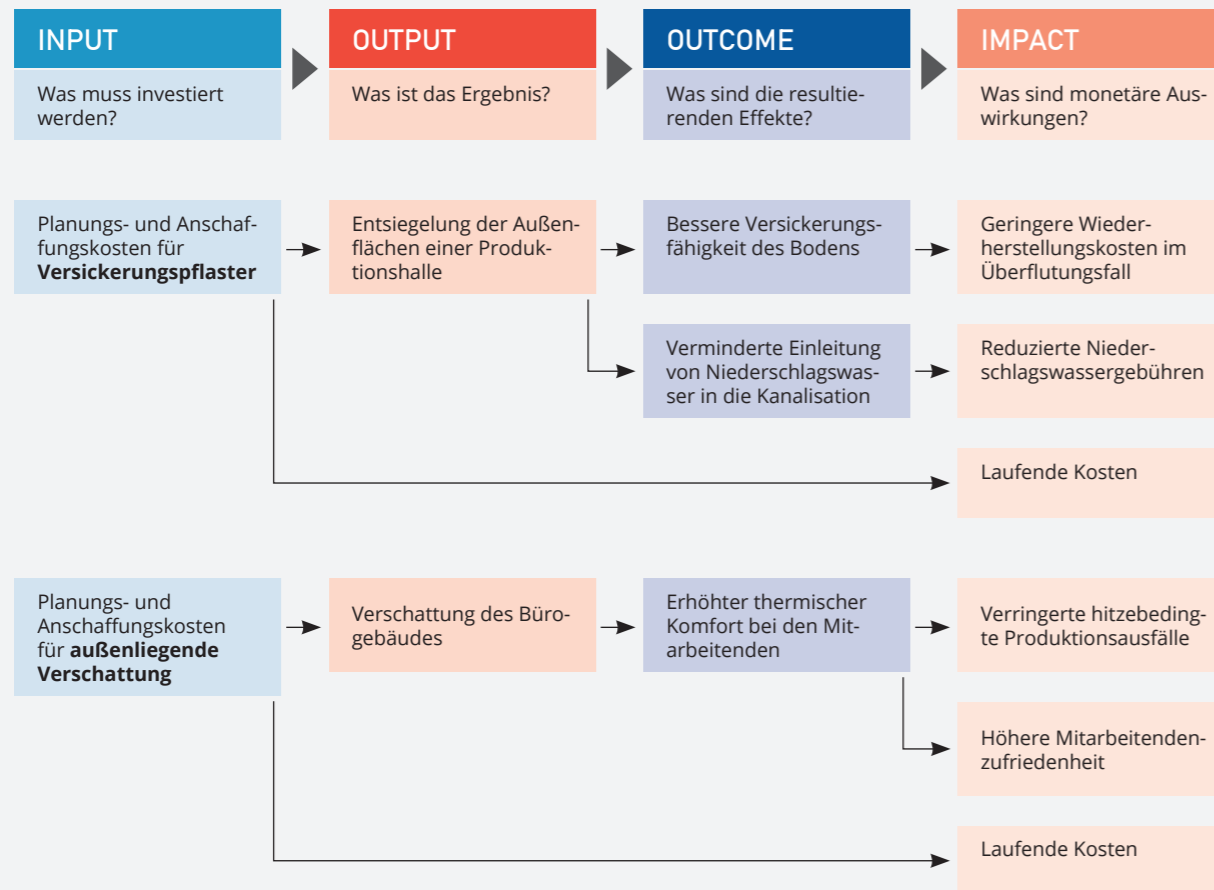 INPUT
Was muss investiert
werden?
OUTPUT
Was ist das Ergebnis?
OUTCOME
Was sind die resultie-
renden Effekte?
IMPACT
Was sind monetäre Aus-
wirkungen?
Planungs- und Anschaf-
fungskosten für
Versickerungspflaster
Entsiegelung der Außen-
flächen einer Produk-
tionshalle
Bessere Versickerungs-
fähigkeit des Bodens
Geringere Wieder-
herstellungskosten im
Überflutungsfall
Verminderte Einleitung
von Niederschlagswas-
ser in die Kanalisation
Reduzierte Nieder-
schlagswassergebühren
Laufende Kosten
Planungs- und
Anschaffungskosten
für außenliegende
Verschattung
Verschattung des Büro-
gebäudes
Erhöhter thermischer
Komfort bei den Mit-
arbeitenden
Verringerte hitzebeding-
te Produktionsausfälle
Höhere Mitarbeitenden-
zufriedenheit
Laufende Kosten